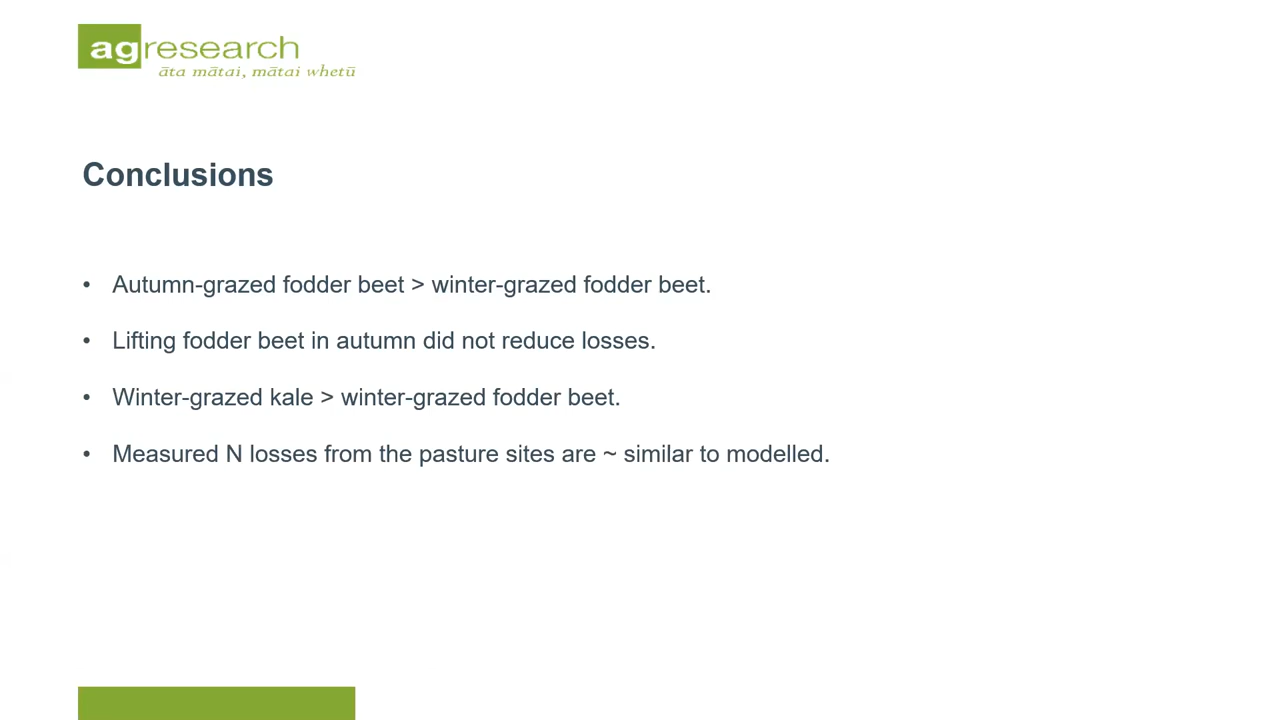 agresearch
āta mātai, mātai whetū
Conclusions
• Autumn-grazed fodder beet > winter-grazed fodder beet.
• Lifting fodder beet in autumn did not reduce losses.
• Winter-grazed kale > winter-grazed fodder beet.
• Measured N losses from the pasture sites are ~ similar to modelled.